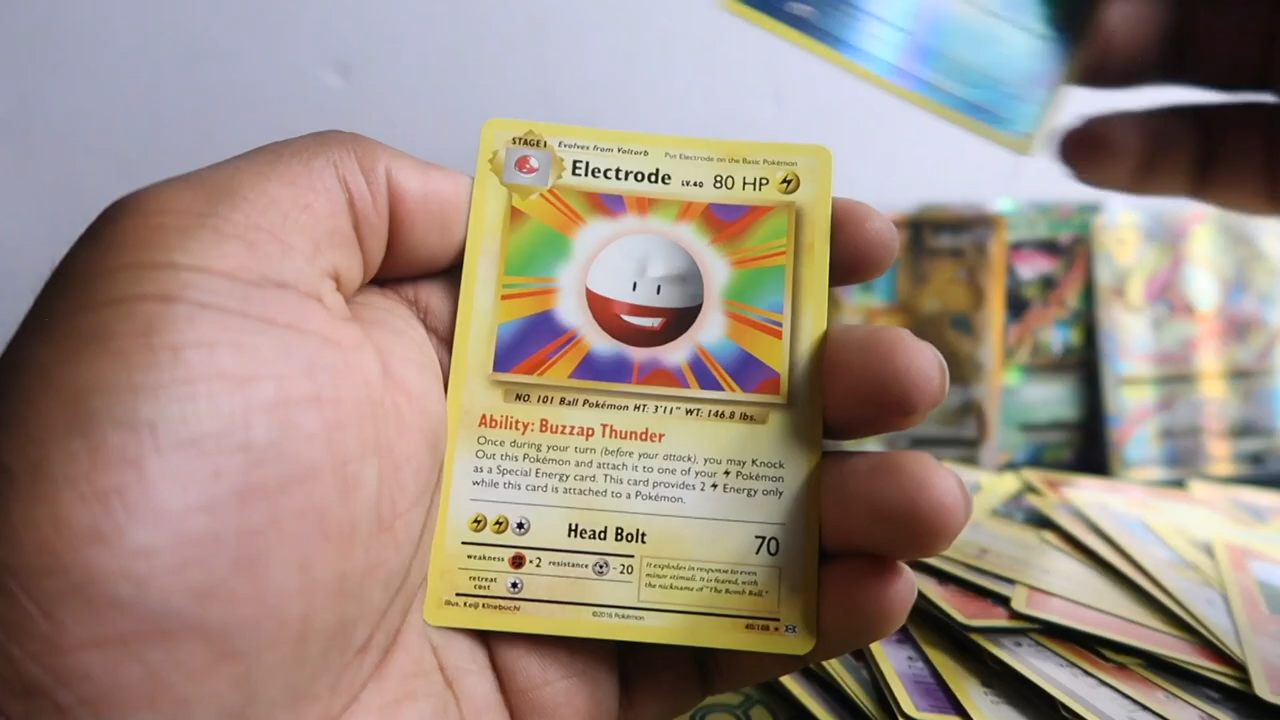 STAGE 1 Evolves from Voltorb Put Electrode on the Basic Pokémon
Electrode LV.40 80 HP
NO. 101 Ball Pokémon HT: 3'11" WT: 146.8 lbs.
Ability: Buzzap Thunder
Once during your turn (before your attack), you may Knock
Out this Pokémon and attach it to one of your Pokémon
as a Special Energy card. This card provides 2 Energy only
while this card is attached to a Pokémon.
Head Bolt 70
weakness ×2 resistance -20
retreat
cost
It explodes in response to even
minor stimuli. It is feared, with
the nickname of "The Bomb Ball."
Illus. Keiji Kinebuchi ©2016 Pokémon 40/108